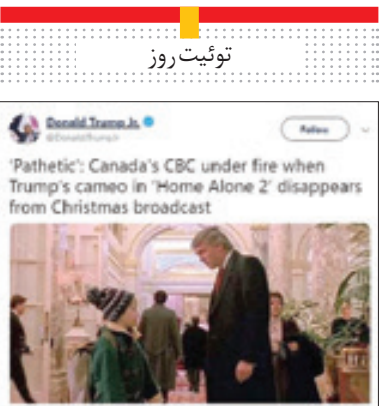 توئیت روز
Donald Trump Jr.
@DonaldTrumpJr
Follow
'Pathetic': Canada's CBC under fire when
Trump's cameo in 'Home Alone 2' disappears
from Christmas broadcast